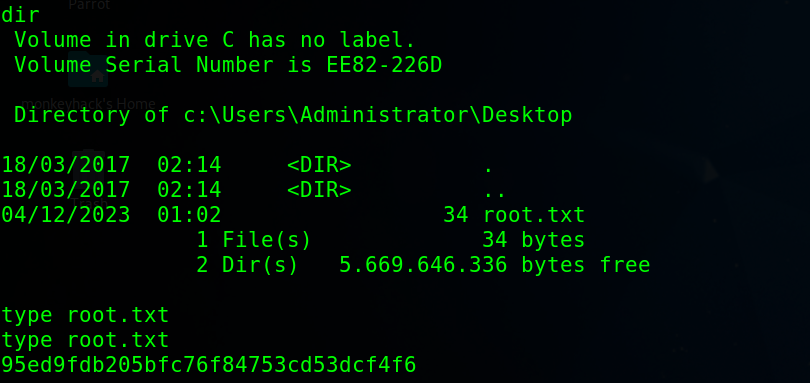 Parrot
dir
 Volume in drive C has no label.
 Volume Serial Number is EE82-226D
monkeyback's Home
 Directory of c:\Users\Administrator\Desktop
18/03/2017  02:14    <DIR>          .
18/03/2017  02:14    <DIR>          ..
04/12/2023  01:02                34 root.txt
               1 File(s)             34 bytes
               2 Dir(s)   5.669.646.336 bytes free
type root.txt
type root.txt
95ed9fdb205bfc76f84753cd53dcf4f6